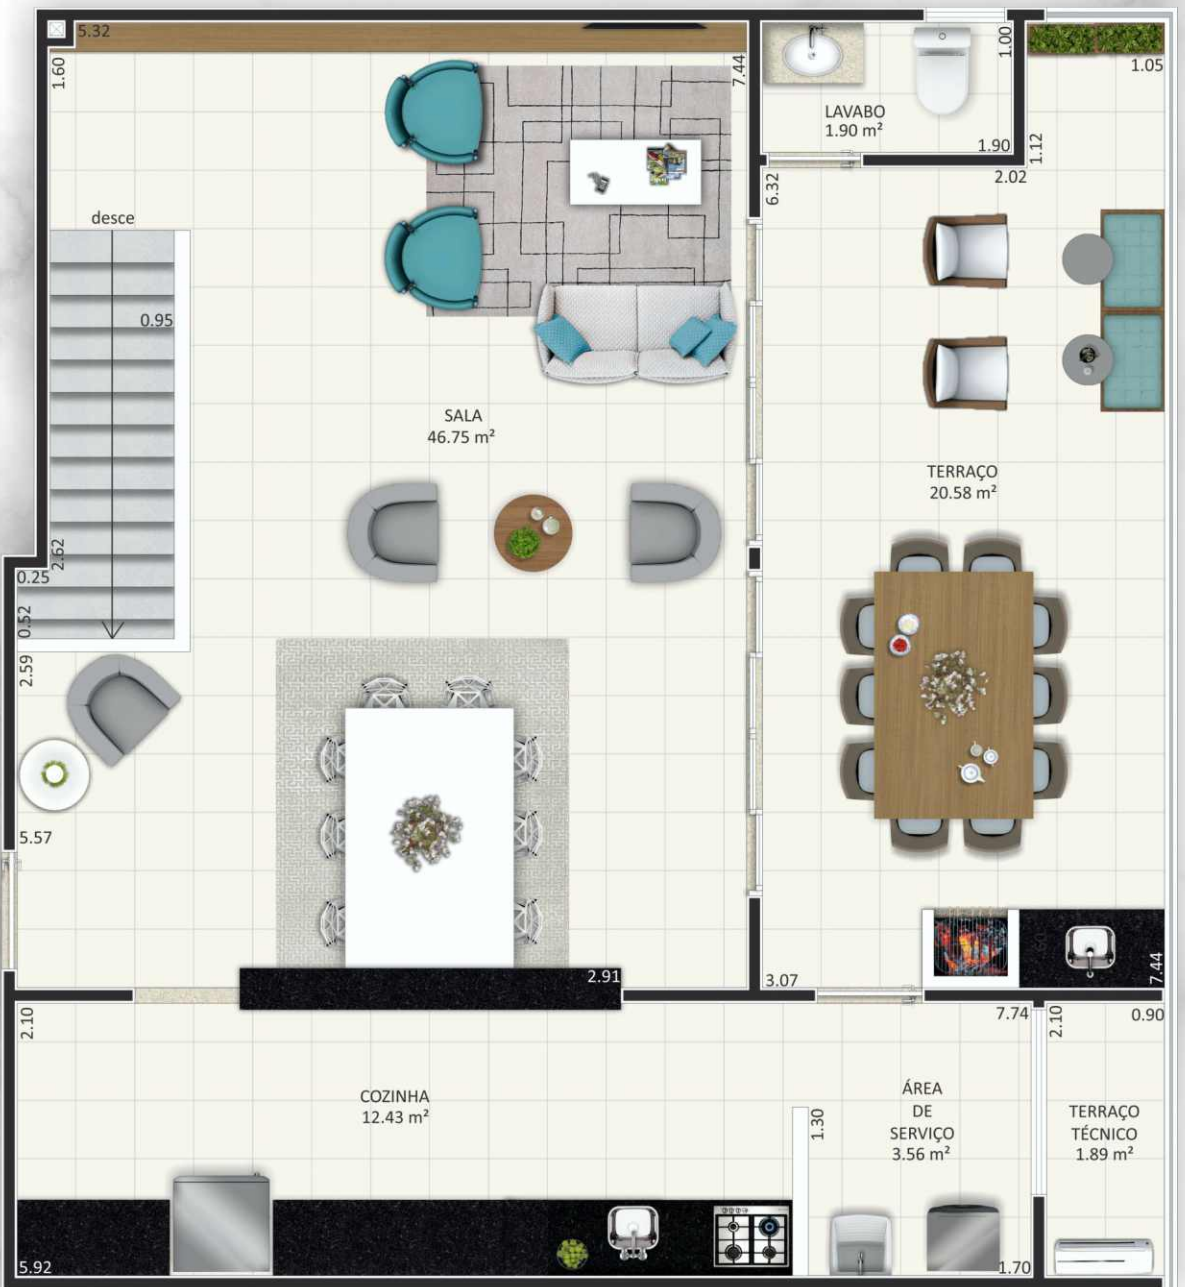 5.32
1.60
7.44
1.00
1.05
LAVABO
1.90 m²
1.90
1.12
2.02
6.32
desce
0.95
SALA
46.75 m²
TERRAÇO
20.58 m²
2.62
0.25
0.52
2.59
5.57
2.91
3.07
7.44
2.10
7.74
2.10
0.90
COZINHA
12.43 m²
1.30
ÁREA
DE
SERVIÇO
3.56 m²
TERRAÇO
TÉCNICO
1.89 m²
5.92
1.70